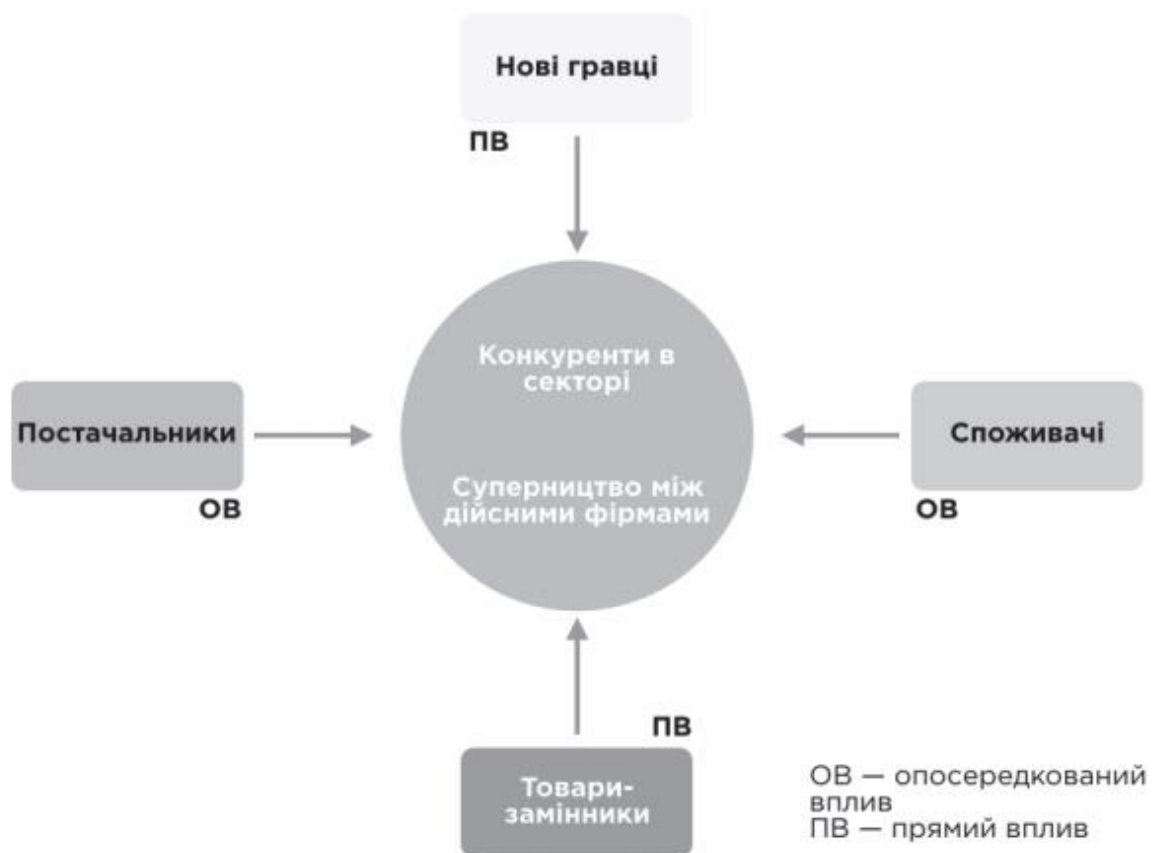 Нові гравці
ПВ
Конкуренти в
секторі
Постачальники
Споживачі
Суперництво між
дійсними фірмами
ОВ
ОВ
ПВ
Товари-
замінники
ОВ — опосередкований
вплив
ПВ — прямий вплив